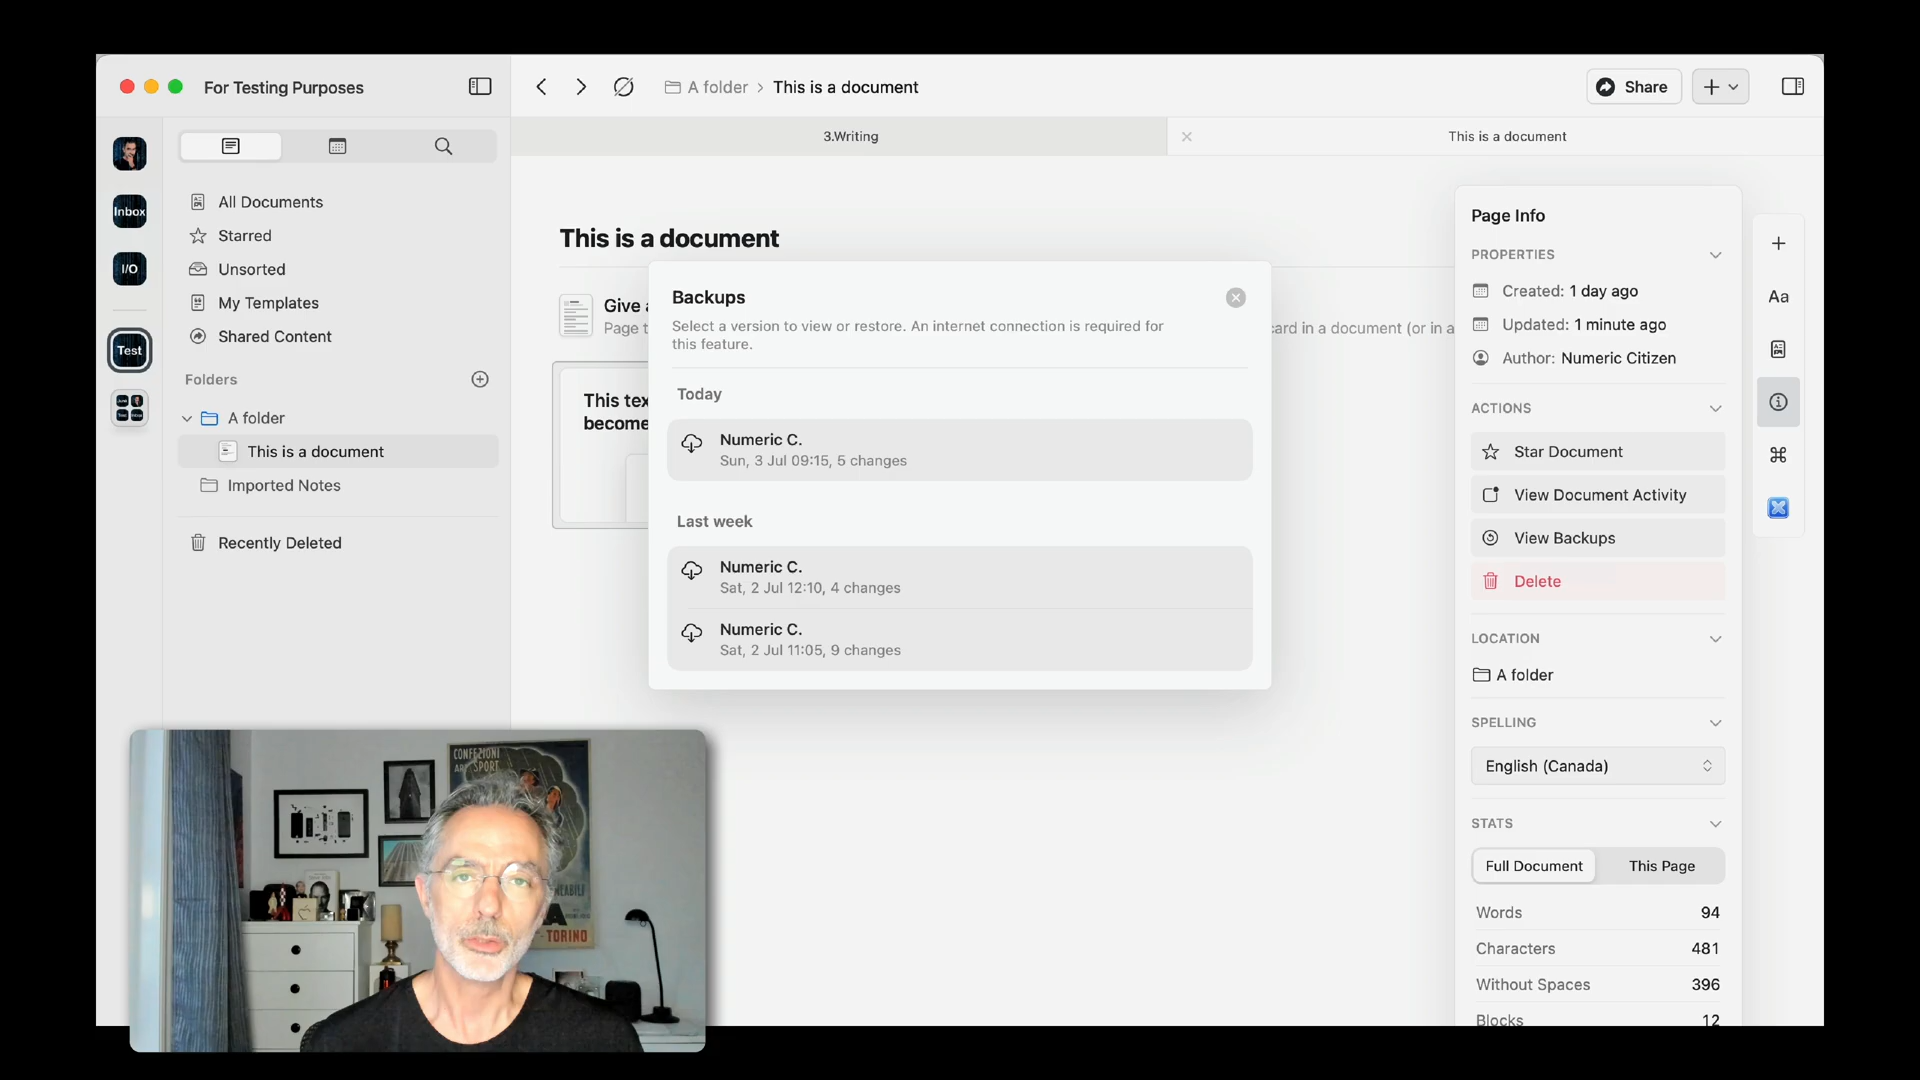 For Testing Purposes
A folder › This is a document
Share
3.Writing
This is a document
Inbox
I/O
Test
All Documents
Starred
Unsorted
My Templates
Shared Content
Folders
A folder
This is a document
Imported Notes
Recently Deleted
This is a document
Give
Page
card in a document (or in a
This
become
Backups
Select a version to view or restore. An internet connection is required for
this feature.
Today
Numeric C.
Sun, 3 Jul 09:15, 5 changes
Last week
Numeric C.
Sat, 2 Jul 12:10, 4 changes
Numeric C.
Sat, 2 Jul 11:05, 9 changes
Page Info
PROPERTIES
Created: 1 day ago
Updated: 1 minute ago
Author: Numeric Citizen
ACTIONS
Star Document
View Document Activity
View Backups
Delete
LOCATION
A folder
SPELLING
English (Canada)
STATS
Full Document
This Page
Words 94
Characters 481
Without Spaces 396
Blocks 12
Aa
CONFEZIONI
SPORT
TORINO